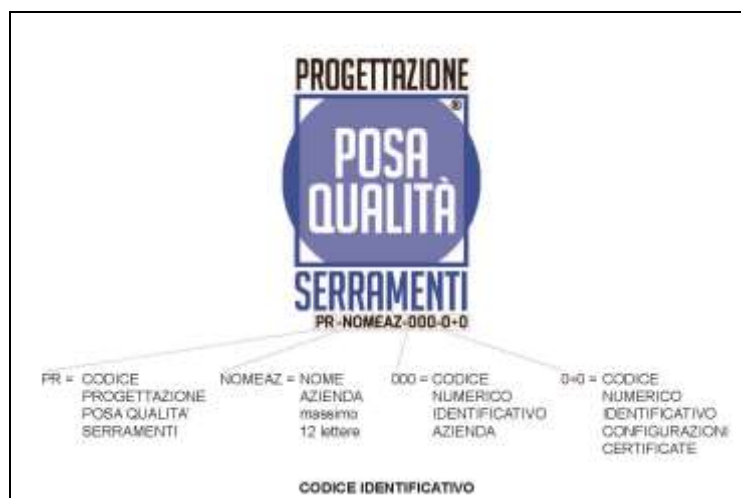 PROGETTAZIONE
®
POSA
QUALITÀ
SERRAMENTI
PR-NOMEAZ-000-0+0
PR = CODICE
PROGETTAZIONE
POSA QUALITA'
SERRAMENTI
NOMEAZ = NOME
AZIENDA
massimo
12 lettere
000 = CODICE
NUMERICO
IDENTIFICATIVO
AZIENDA
0+0 = CODICE
NUMERICO
IDENTIFICATIVO
CONFIGURAZIONI
CERTIFICATE
CODICE IDENTIFICATIVO